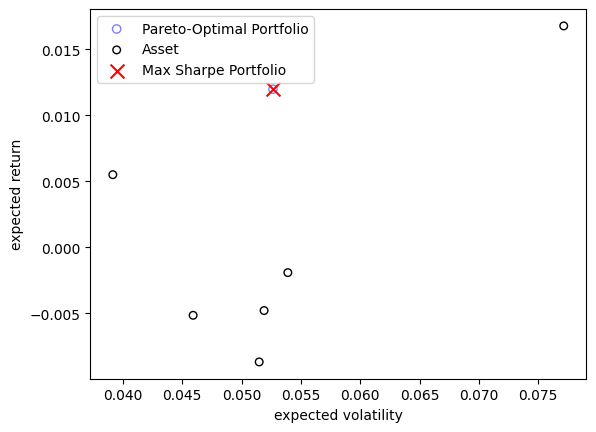 Pareto-Optimal Portfolio
Asset
Max Sharpe Portfolio
0.015
0.010
0.005
0.000
−0.005
expected return
0.040 0.045 0.050 0.055 0.060 0.065 0.070 0.075
expected volatility